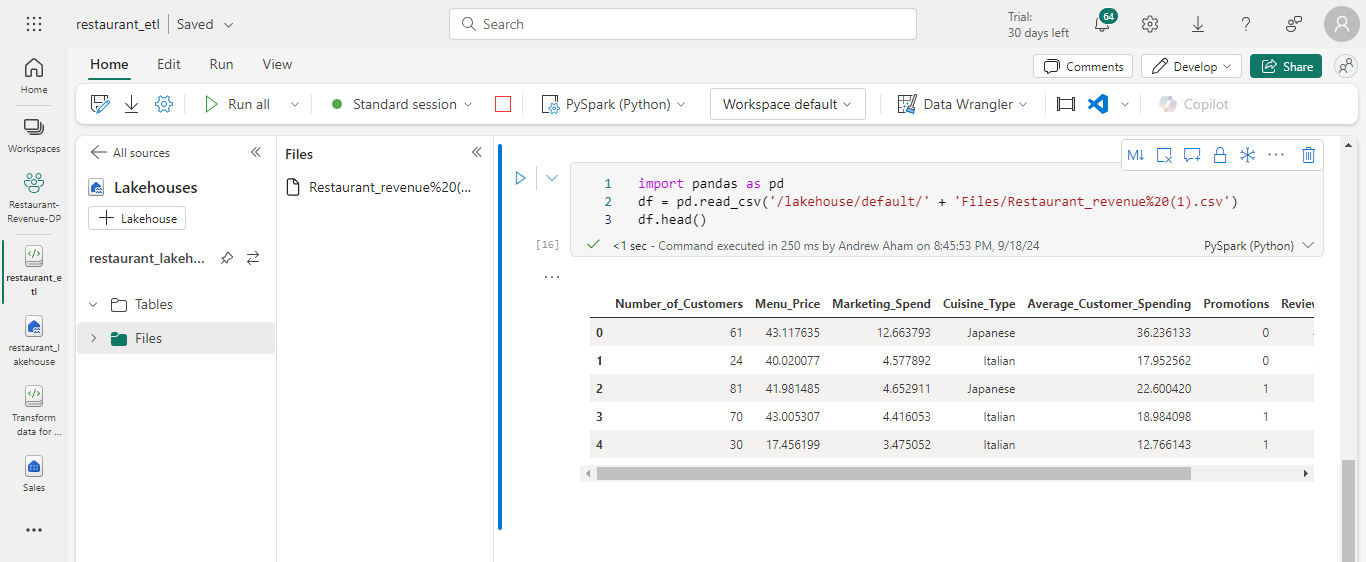 restaurant_etl Saved
Search
Trial:
30 days left
64
Home
Edit
Run
View
Comments
Develop
Share
Run all
Standard session
PySpark (Python)
Workspace default
Data Wrangler
Copilot
Home
Workspaces
Restaurant-
Revenue-DP
restaurant_e
tl
restaurant_l
akehouse
Transform
data for ...
Sales
All sources
Lakehouses
Lakehouse
restaurant_lakeh...
Tables
Files
Files
Restaurant_revenue%20(...
M↓
1 import pandas as pd
2 df = pd.read_csv('/lakehouse/default/' + 'Files/Restaurant_revenue%20(1).csv')
3 df.head()
[16] <1 sec - Command executed in 250 ms by Andrew Aham on 8:45:53 PM, 9/18/24 PySpark (Python)
...
Number_of_Customers Menu_Price Marketing_Spend Cuisine_Type Average_Customer_Spending Promotions Review
0 61 43.117635 12.663793 Japanese 36.236133 0
1 24 40.020077 4.577892 Italian 17.952562 0
2 81 41.981485 4.652911 Japanese 22.600420 1
3 70 43.005307 4.416053 Italian 18.984098 1
4 30 17.456199 3.475052 Italian 12.766143 1